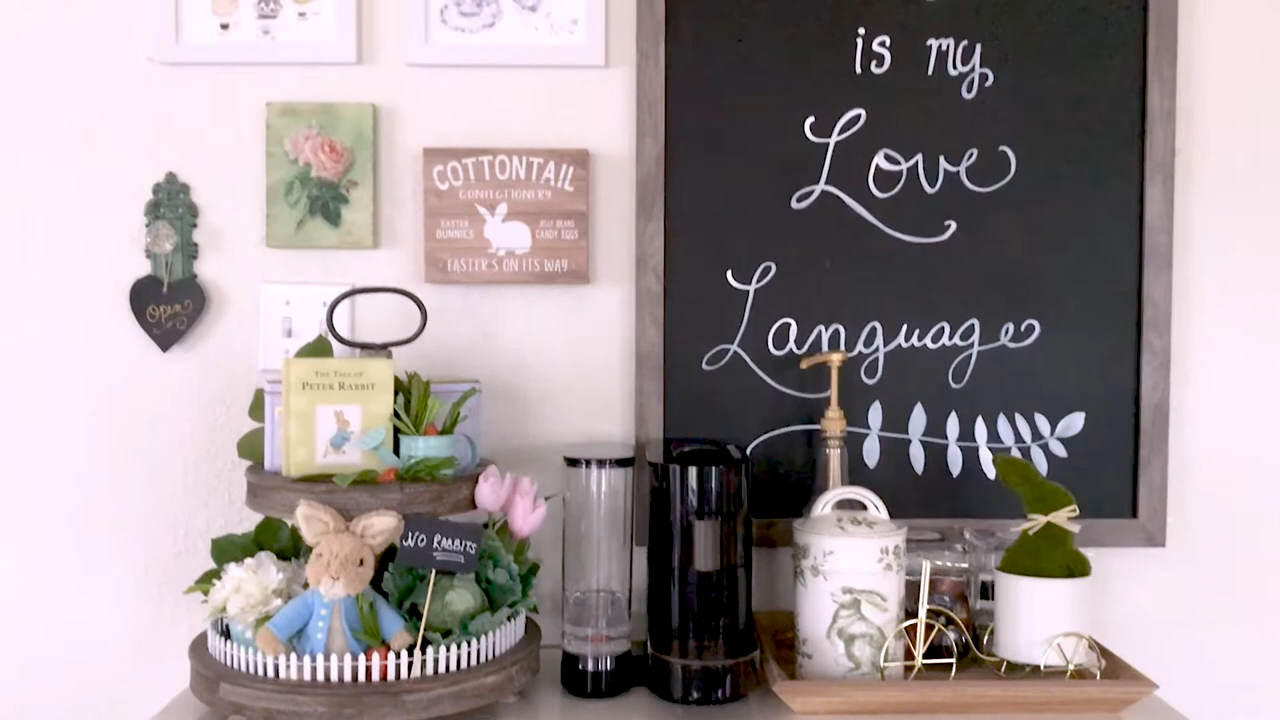 is my
Love
Language
COTTONTAIL
CONFECTIONERY
EASTER
BUNNIES
JELLY BEANS
CANDY EGGS
EASTER'S ON ITS WAY
Open
THE TALE OF
PETER RABBIT
NO RABBITS